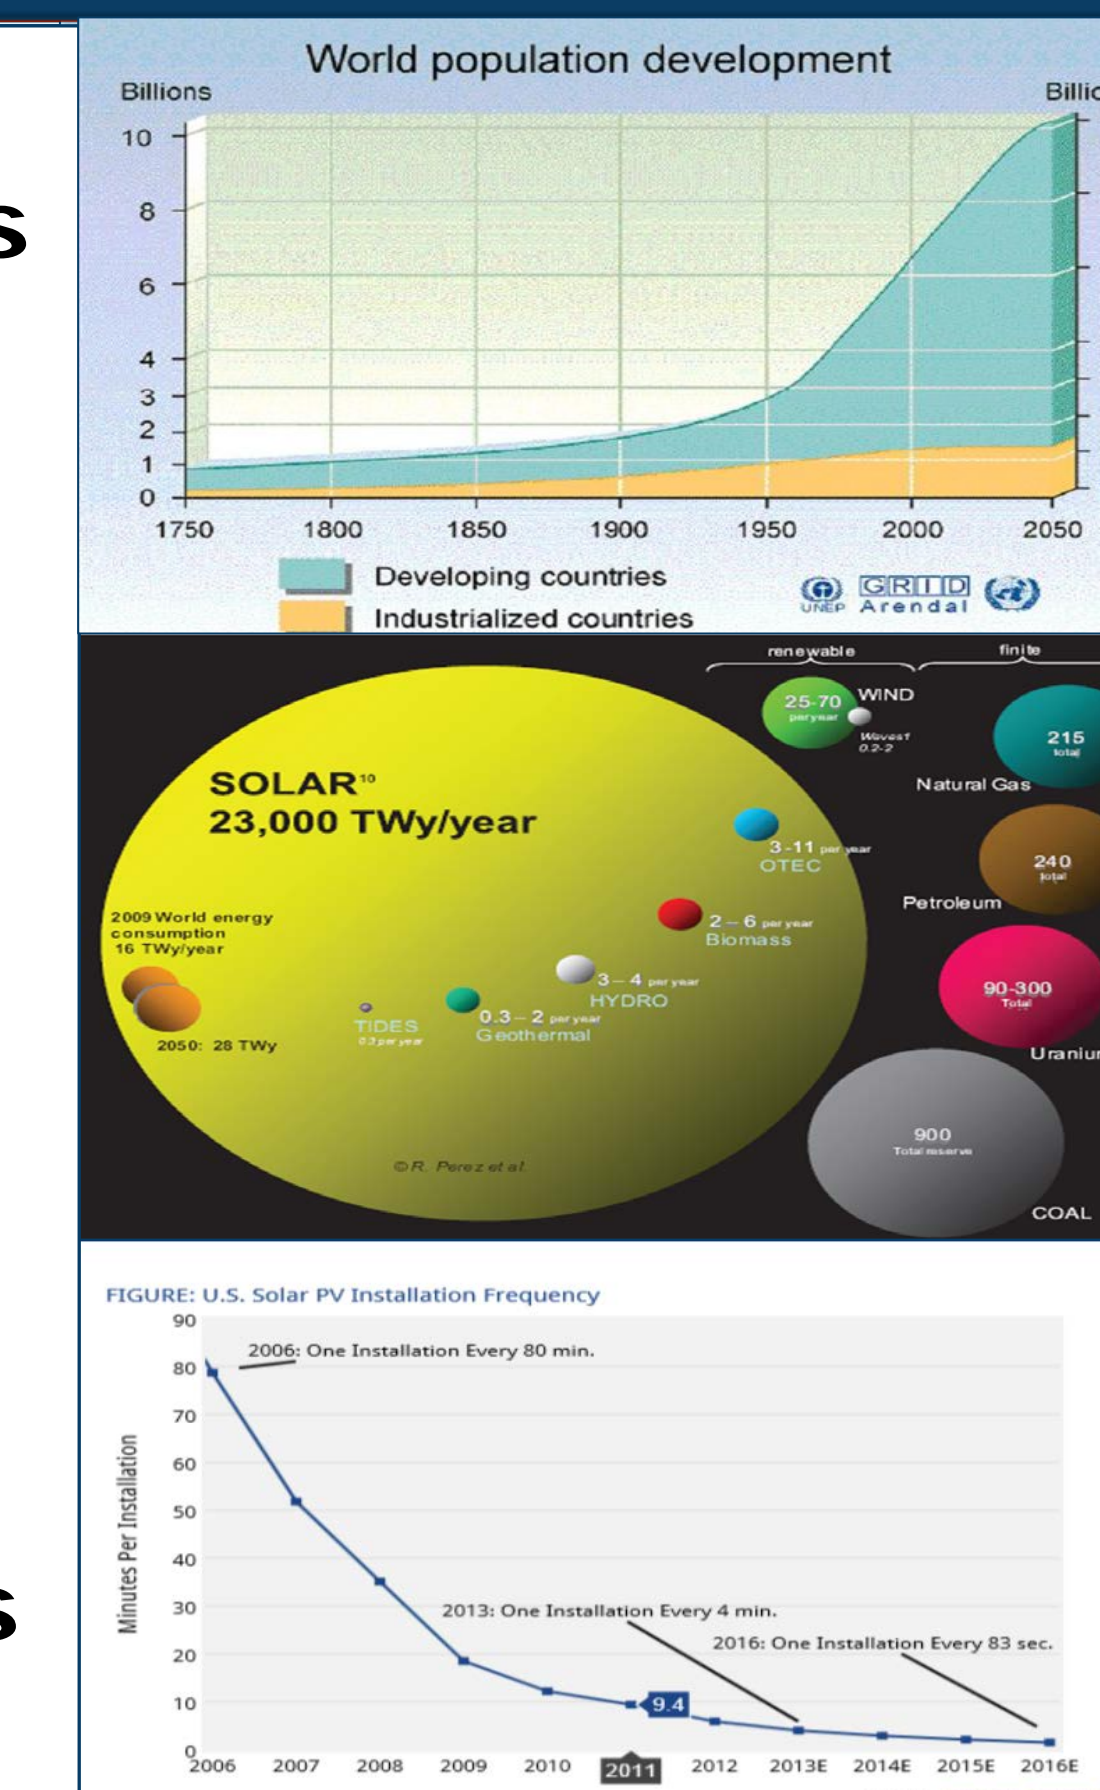 s
World population development
Billions
Billio
10
8
6
4
3
2
1
0
1750 1800 1850 1900 1950 2000 2050
Developing countries
Industrialized countries
UNEP
GRID
Arendal
renewable
finite
25-70
per year
WIND
Waves1
0.2-2
215
total
Natural Gas
SOLAR10
23,000 TWy/year
3-11 per year
OTEC
240
total
Petroleum
2009 World energy
consumption
16 TWy/year
2 – 6 per year
Biomass
3 – 4 per year
HYDRO
90-300
Total
Uraniu
0.3 – 2 per year
Geothermal
TIDES
0.3 per year
2050: 28 TWy
900
Total reserve
COAL
© R. Perez et al.
FIGURE: U.S. Solar PV Installation Frequency
Minutes Per Installation
90
80
70
60
50
40
30
20
10
0
2006: One Installation Every 80 min.
2013: One Installation Every 4 min.
2016: One Installation Every 83 sec.
9.4
2006 2007 2008 2009 2010 2011 2012 2013E 2014E 2015E 2016E
s